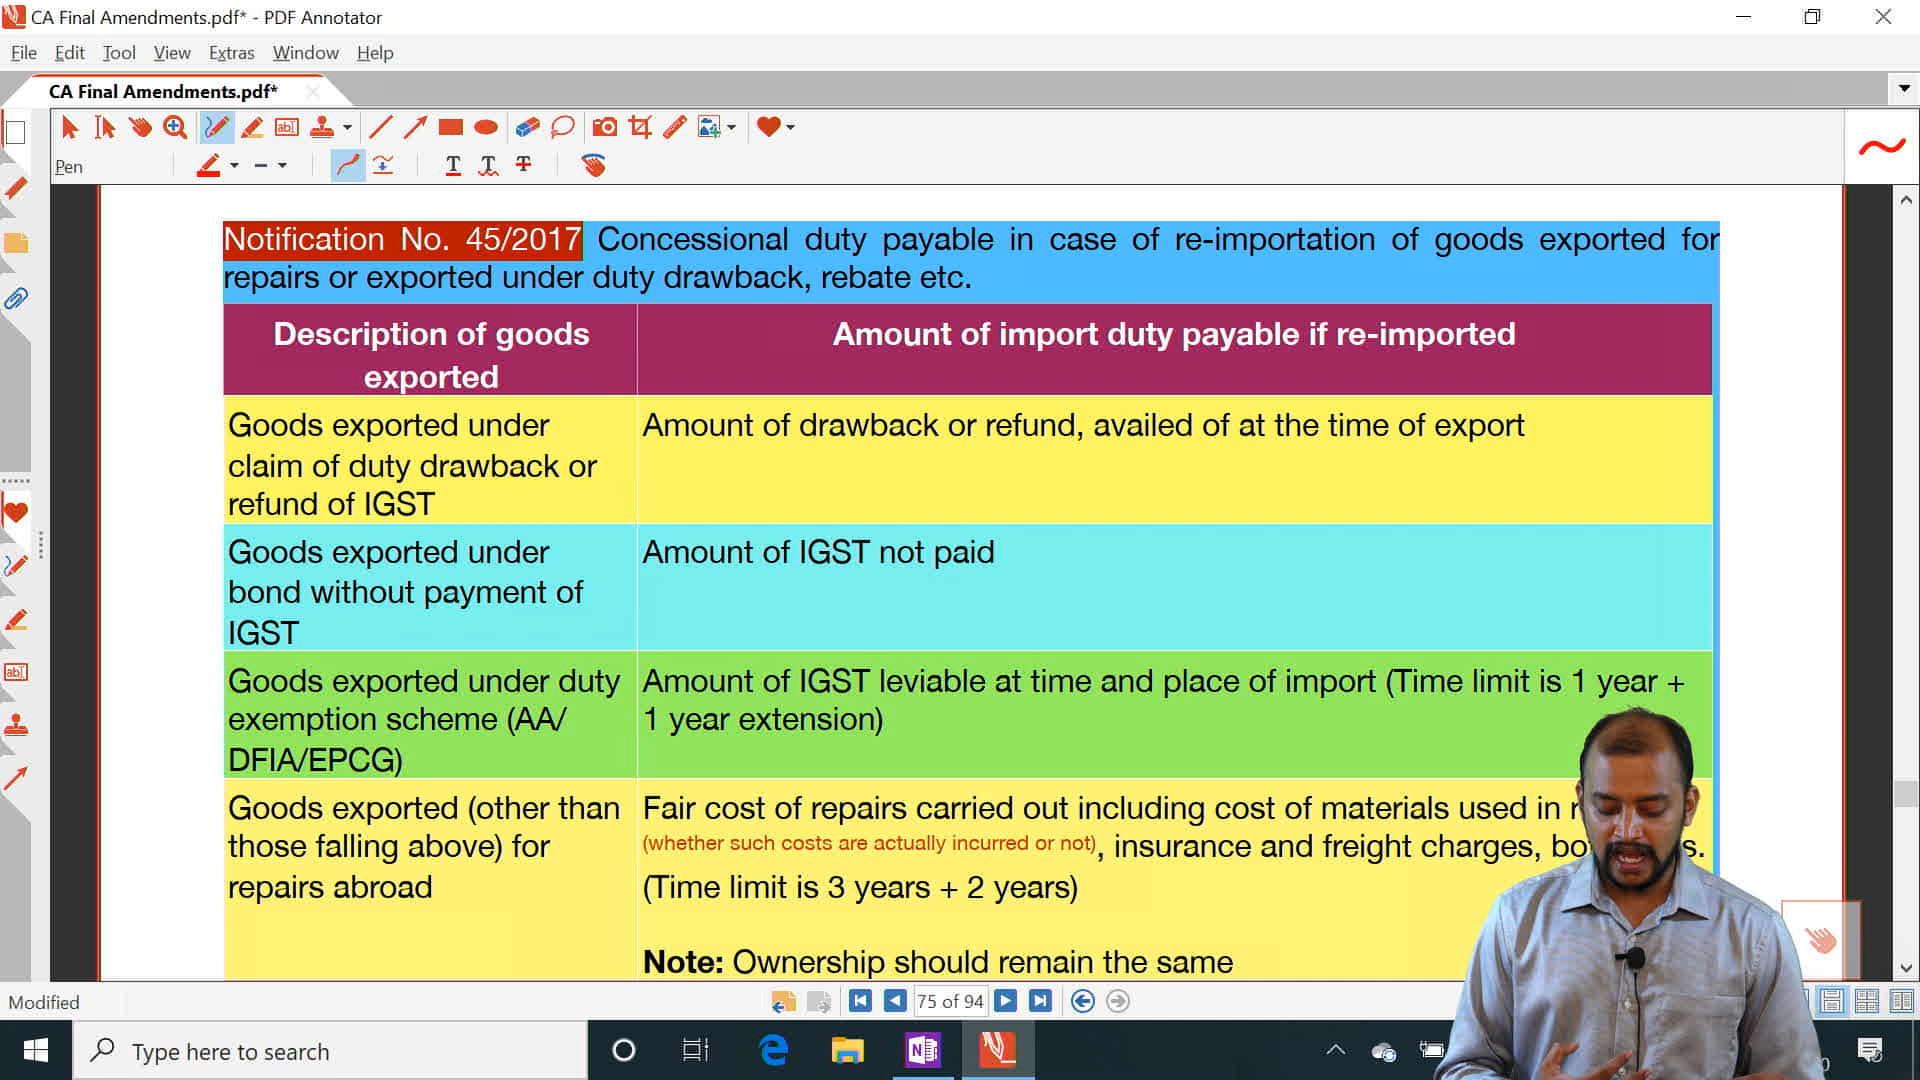 CA Final Amendments.pdf* - PDF Annotator
File Edit Tool View Extras Window Help
CA Final Amendments.pdf*
Pen
Notification No. 45/2017 Concessional duty payable in case of re-importation of goods exported for
repairs or exported under duty drawback, rebate etc.
Description of goods
exported
Amount of import duty payable if re-imported
Goods exported under
claim of duty drawback or
refund of IGST
Amount of drawback or refund, availed of at the time of export
Goods exported under
bond without payment of
IGST
Amount of IGST not paid
Goods exported under duty
exemption scheme (AA/
DFIA/EPCG)
Amount of IGST leviable at time and place of import (Time limit is 1 year +
1 year extension)
Goods exported (other than
those falling above) for
repairs abroad
Fair cost of repairs carried out including cost of materials used in
(whether such costs are actually incurred or not), insurance and freight charges,
(Time limit is 3 years + 2 years)
Note: Ownership should remain the same
Modified
75 of 94
Type here to search